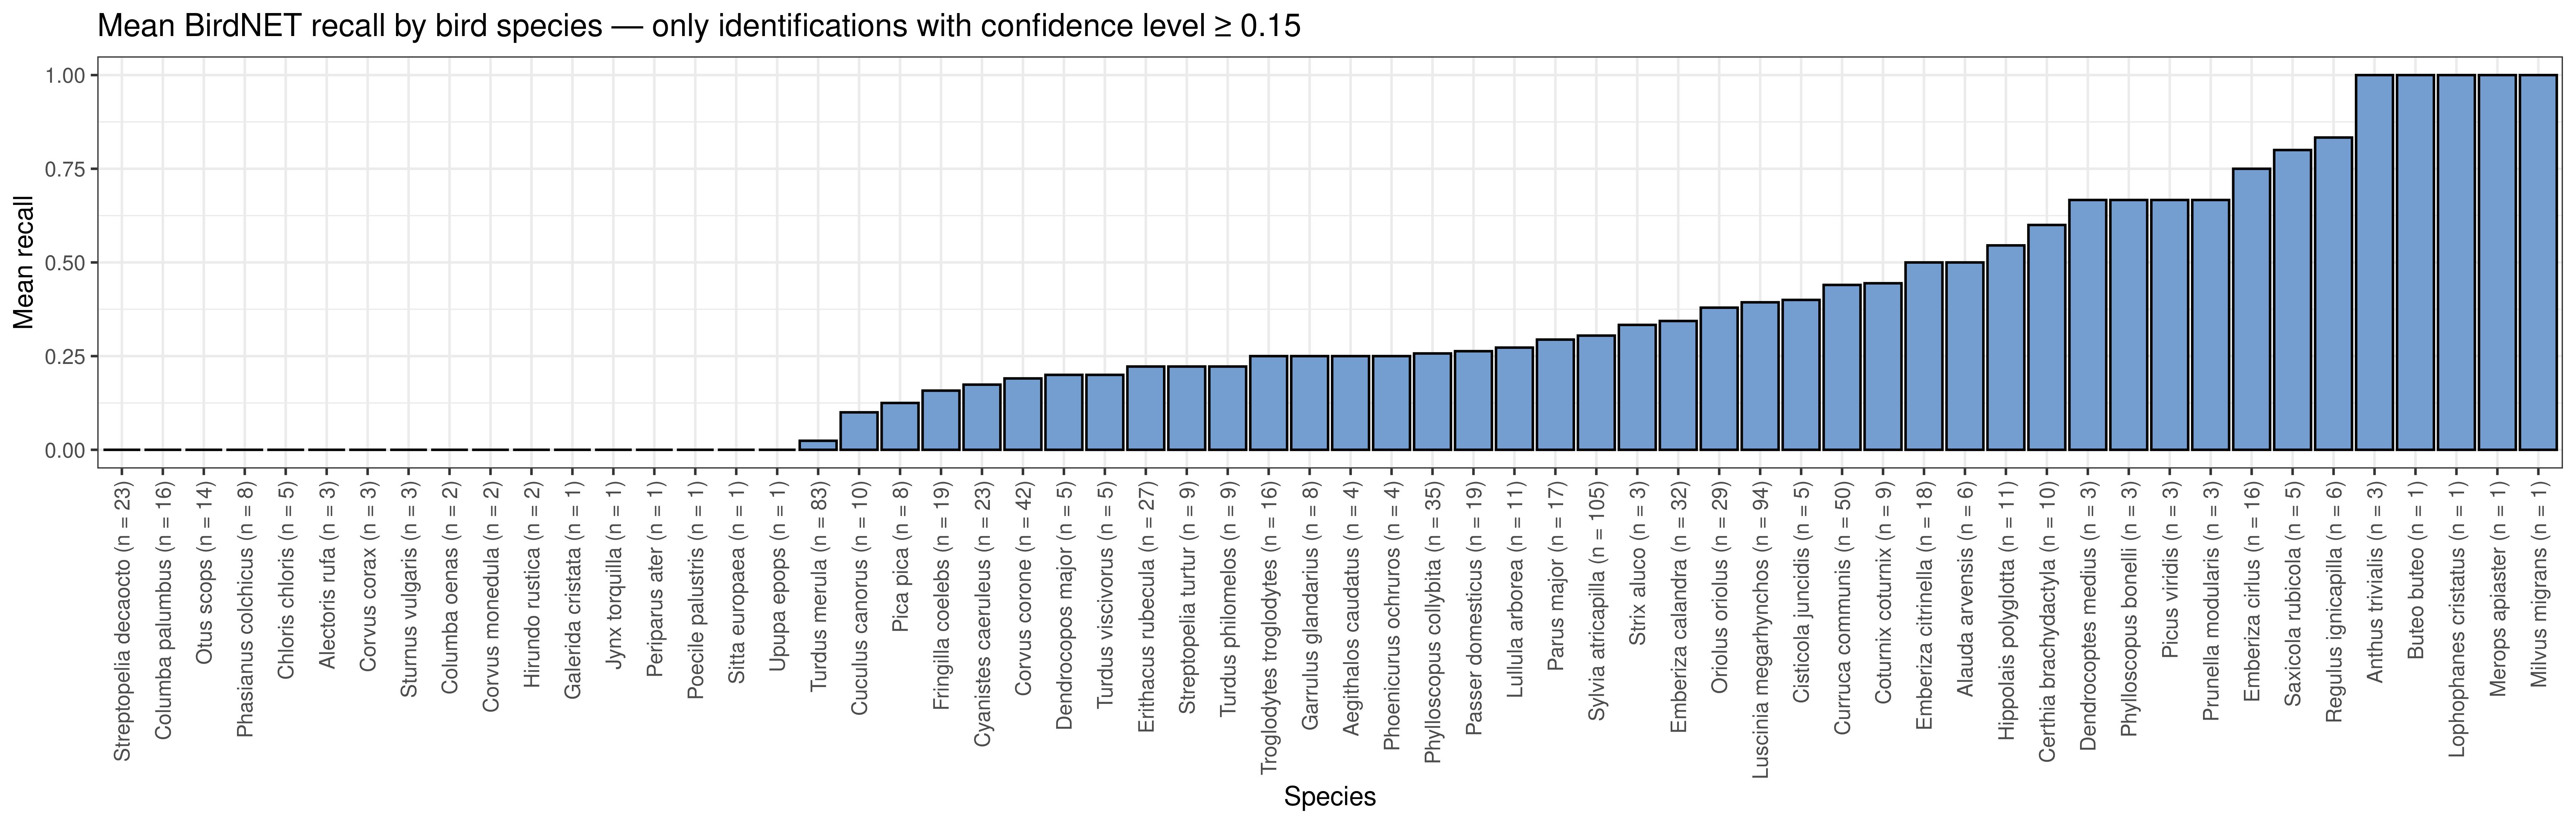 Mean BirdNET recall by bird species — only identifications with confidence level ≥ 0.15
Mean recall
1.00
0.75
0.50
0.25
0.00
Streptopelia decaocto (n = 23)
Columba palumbus (n = 16)
Otus scops (n = 14)
Phasianus colchicus (n = 8)
Chloris chloris (n = 5)
Alectoris rufa (n = 3)
Corvus corax (n = 3)
Sturnus vulgaris (n = 3)
Columba oenas (n = 2)
Corvus monedula (n = 2)
Hirundo rustica (n = 2)
Galerida cristata (n = 1)
Jynx torquilla (n = 1)
Periparus ater (n = 1)
Poecile palustris (n = 1)
Sitta europaea (n = 1)
Upupa epops (n = 1)
Turdus merula (n = 83)
Cuculus canorus (n = 10)
Pica pica (n = 8)
Fringilla coelebs (n = 19)
Cyanistes caeruleus (n = 23)
Corvus corone (n = 42)
Dendrocopos major (n = 5)
Turdus viscivorus (n = 5)
Erithacus rubecula (n = 27)
Streptopelia turtur (n = 9)
Turdus philomelos (n = 9)
Troglodytes troglodytes (n = 16)
Garrulus glandarius (n = 8)
Aegithalos caudatus (n = 4)
Phoenicurus ochruros (n = 4)
Phylloscopus collybita (n = 35)
Passer domesticus (n = 19)
Lullula arborea (n = 11)
Parus major (n = 17)
Sylvia atricapilla (n = 105)
Strix aluco (n = 3)
Emberiza calandra (n = 32)
Oriolus oriolus (n = 29)
Luscinia megarhynchos (n = 94)
Cisticola juncidis (n = 5)
Curruca communis (n = 50)
Coturnix coturnix (n = 9)
Emberiza citrinella (n = 18)
Alauda arvensis (n = 6)
Hippolais polyglotta (n = 11)
Certhia brachydactyla (n = 10)
Dendrocoptes medius (n = 3)
Phylloscopus bonelli (n = 3)
Picus viridis (n = 3)
Prunella modularis (n = 3)
Emberiza cirlus (n = 16)
Saxicola rubicola (n = 5)
Regulus ignicapilla (n = 6)
Anthus trivialis (n = 3)
Buteo buteo (n = 1)
Lophophanes cristatus (n = 1)
Merops apiaster (n = 1)
Milvus migrans (n = 1)
Species